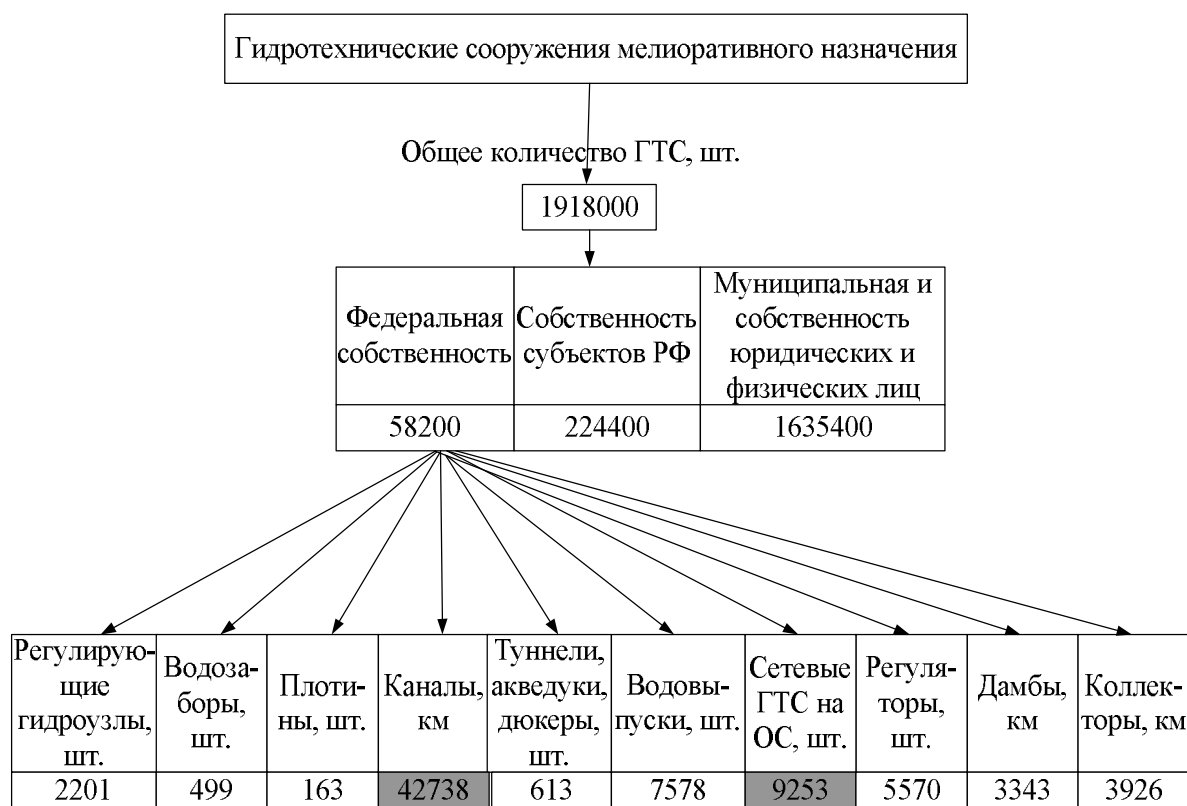 Гидротехнические сооружения мелиоративного назначения
Общее количество ГТС, шт.
1918000
Федеральная
собственность
Собственность
субъектов РФ
Муниципальная и
собственность
юридических и
физических лиц
58200
224400
1635400
Регулирую-
щие
гидроузлы,
шт.
Водоза-
боры,
шт.
Плоти-
ны, шт.
Каналы,
км
Туннели,
акведуки,
дюкеры,
шт.
Водовы-
пуски, шт.
Сетевые
ГТС на
ОС, шт.
Регуля-
торы,
шт.
Дамбы,
км
Коллек-
торы, км
2201
499
163
42738
613
7578
9253
5570
3343
3926